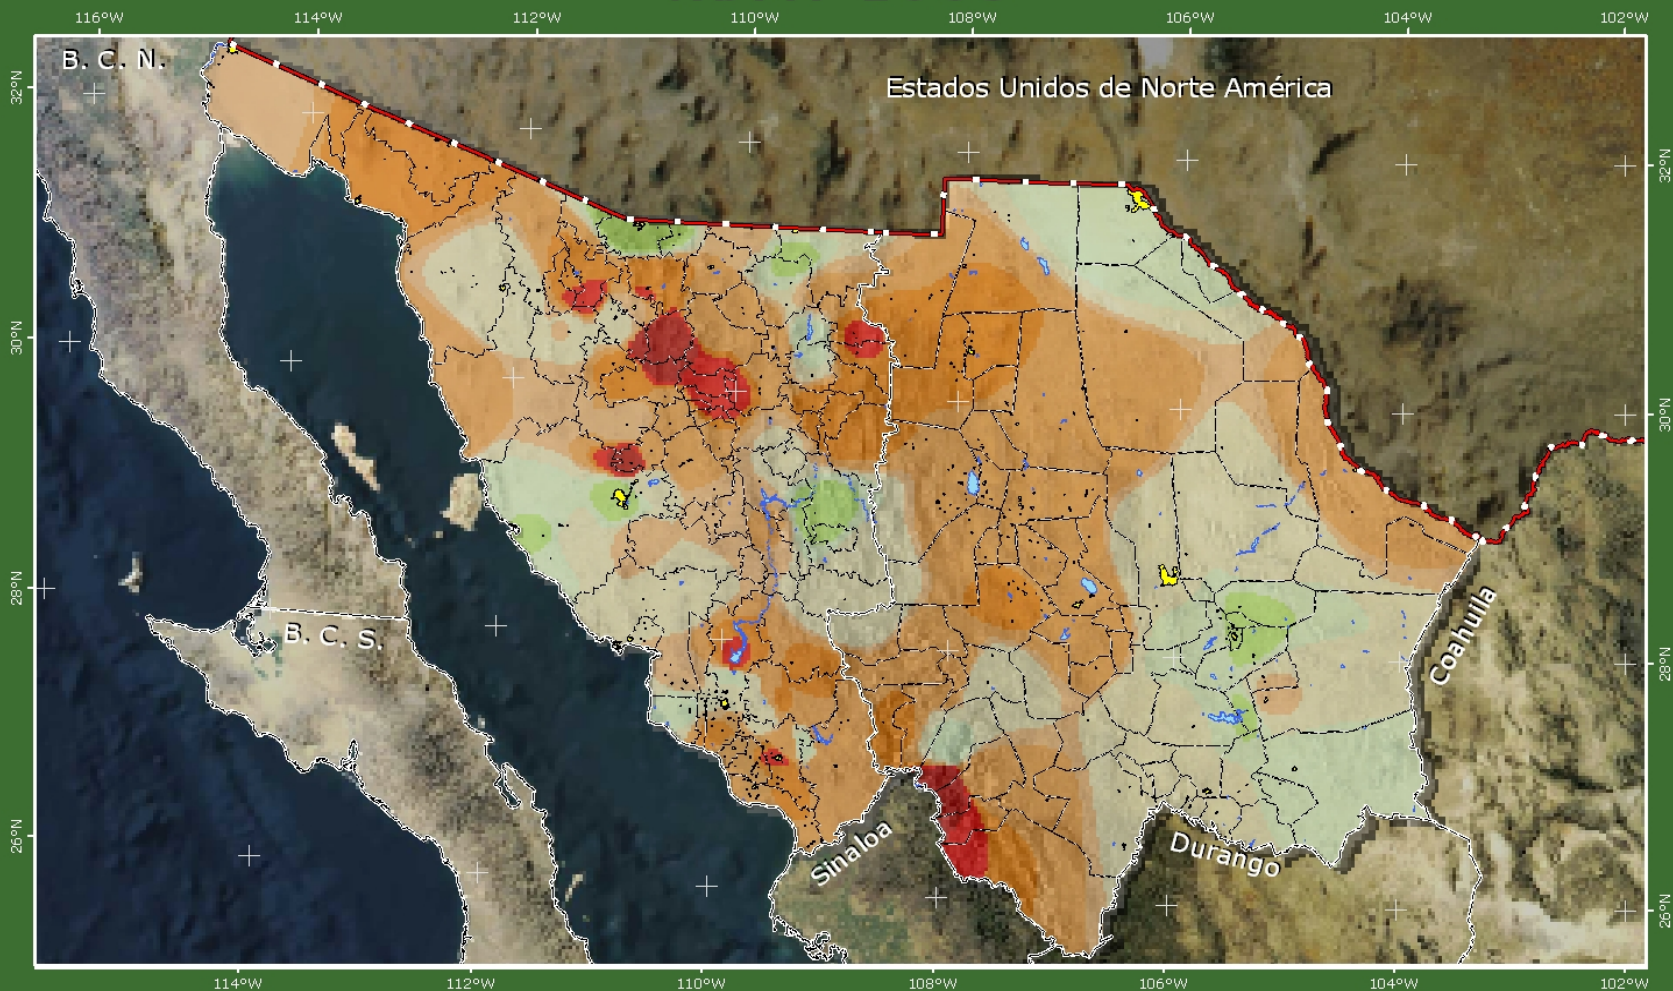 116°W 114°W 112°W 110°W 108°W 106°W 104°W 102°W
B. C. N.
Estados Unidos de Norte América
32°N
32°N
30°N
30°N
28°N
28°N
B. C. S.
Coahuila
26°N
26°N
Sinaloa
Durango
114°W 112°W 110°W 108°W 106°W 104°W 102°W